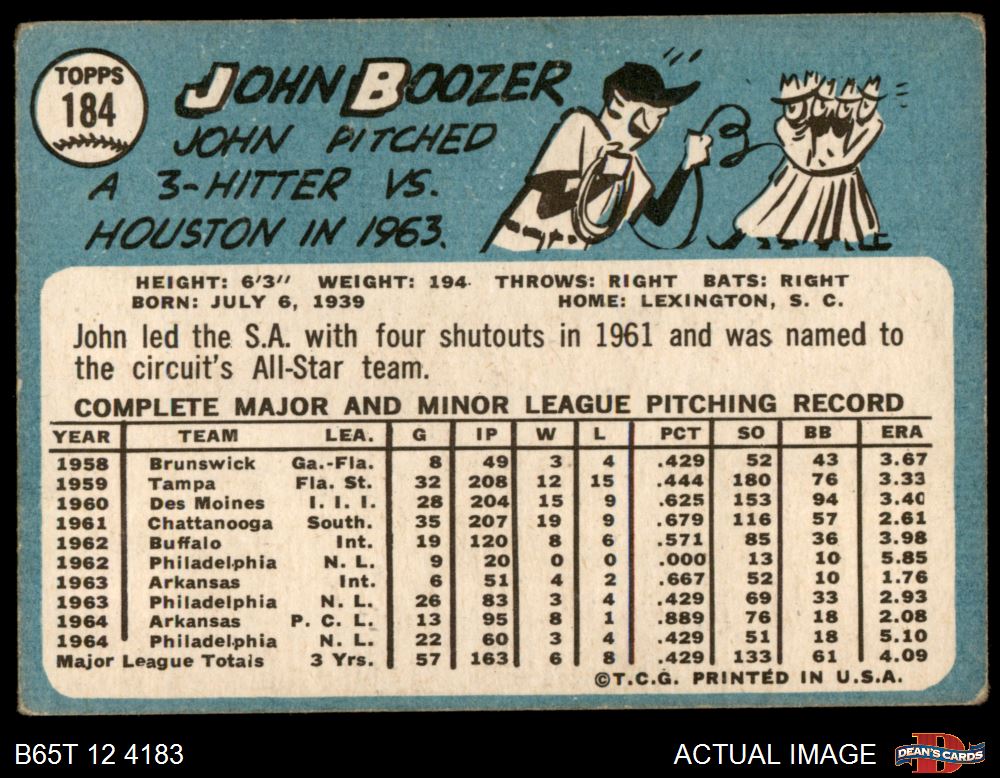 TOPPS
184
JOHN BOOZER
JOHN PITCHED
A 3-HITTER VS.
HOUSTON IN 1963.
HEIGHT: 6'3" WEIGHT: 194 THROWS: RIGHT BATS: RIGHT
BORN: JULY 6, 1939 HOME: LEXINGTON, S. C.
John led the S.A. with four shutouts in 1961 and was named to
the circuit's All-Star team.
COMPLETE MAJOR AND MINOR LEAGUE PITCHING RECORD
YEAR TEAM LEA. G IP W L PCT SO BB ERA
1958 Brunswick Ga.-Fla. 8 49 3 4 .429 52 43 3.67
1959 Tampa Fla. St. 32 208 12 15 .444 180 76 3.33
1960 Des Moines I. I. I. 28 204 15 9 .625 153 94 3.40
1961 Chattanooga South. 35 207 19 9 .679 116 57 2.61
1962 Buffalo Int. 19 120 8 6 .571 85 36 3.98
1962 Philadelphia N. L. 9 20 0 0 .000 13 10 5.85
1963 Arkansas Int. 6 51 4 2 .667 52 10 1.76
1963 Philadelphia N. L. 26 83 3 4 .429 69 33 2.93
1964 Arkansas P. C. L. 13 95 8 1 .889 76 18 2.08
1964 Philadelphia N. L. 22 60 3 4 .429 51 18 5.10
Major League Totals 3 Yrs. 57 163 6 8 .429 133 61 4.09
©T.C.G. PRINTED IN U.S.A.
B65T 12 4183 ACTUAL IMAGE
D
DEAN'S CARDS